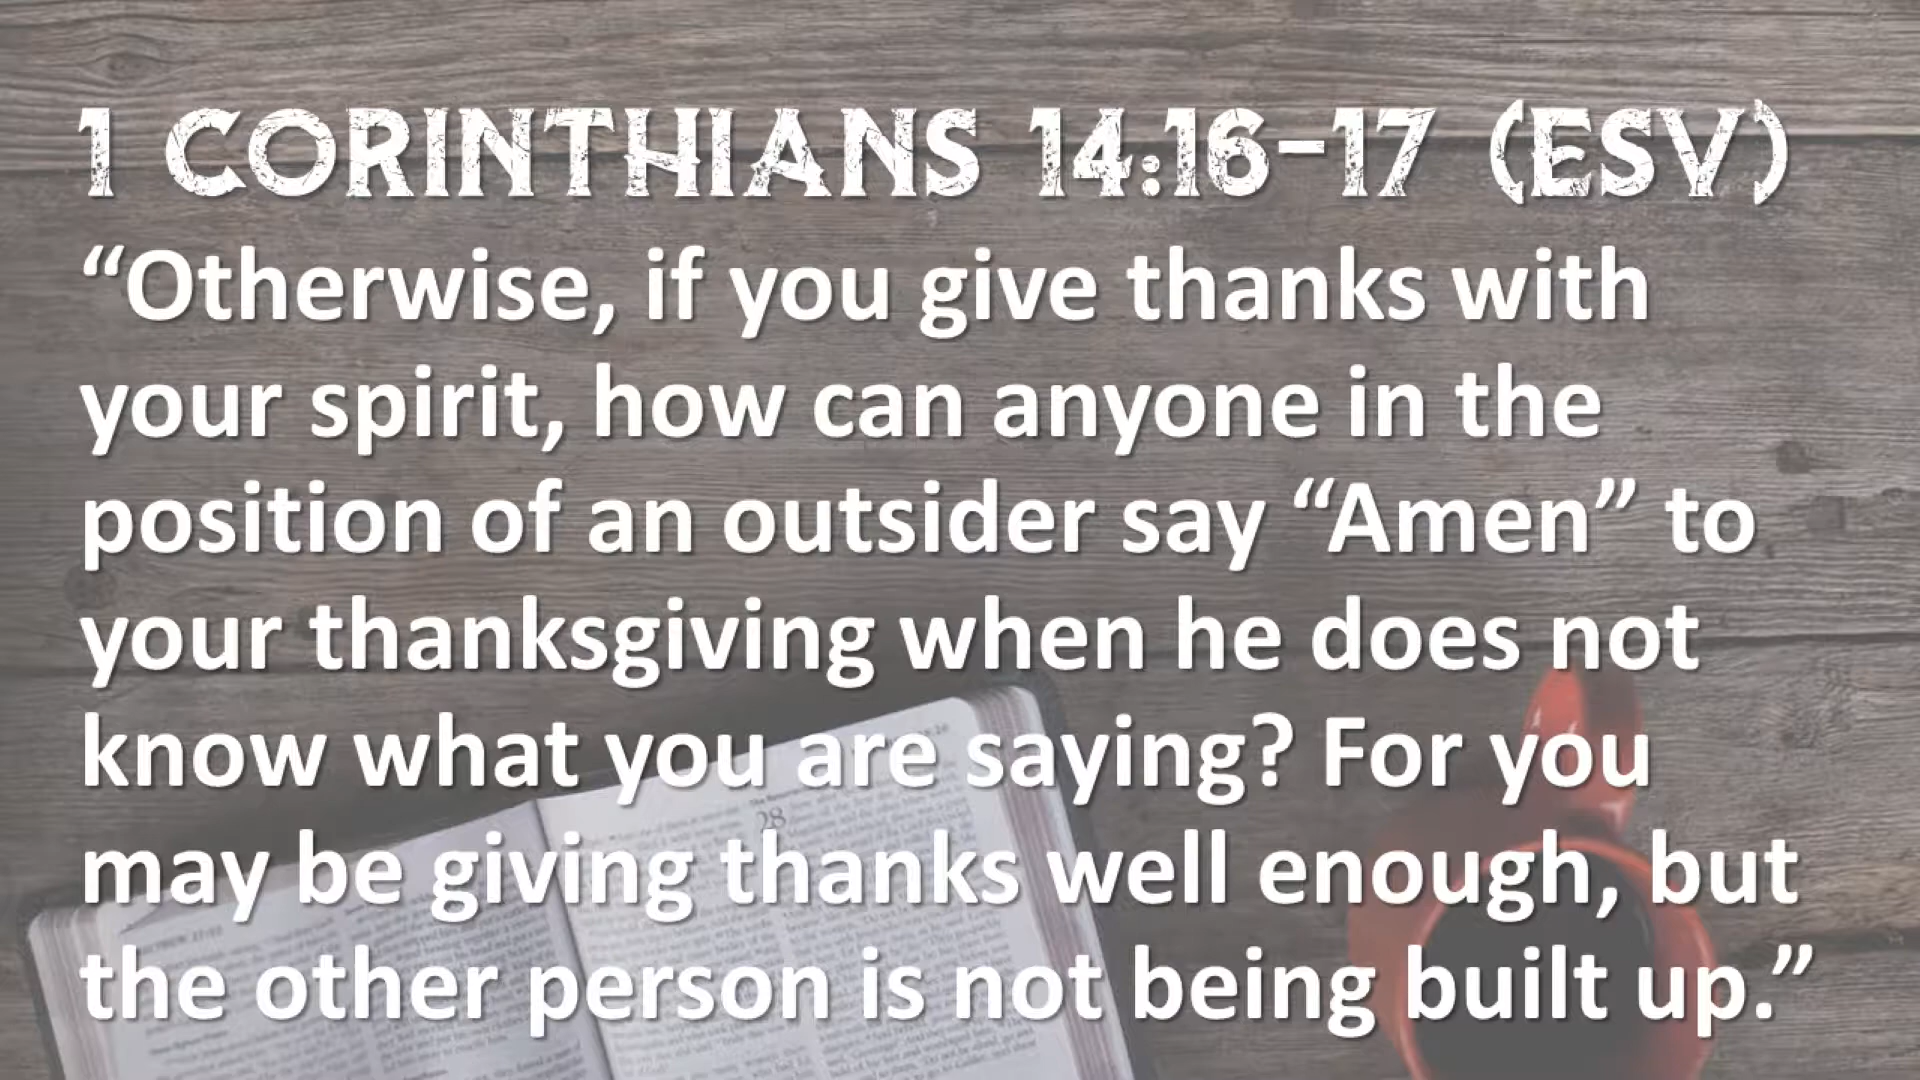 1 CORINTHIANS 14:16–17 (ESV)
“Otherwise, if you give thanks with
your spirit, how can anyone in the
position of an outsider say “Amen” to
your thanksgiving when he does not
know what you are saying? For you
may be giving thanks well enough, but
the other person is not being built up.”
28